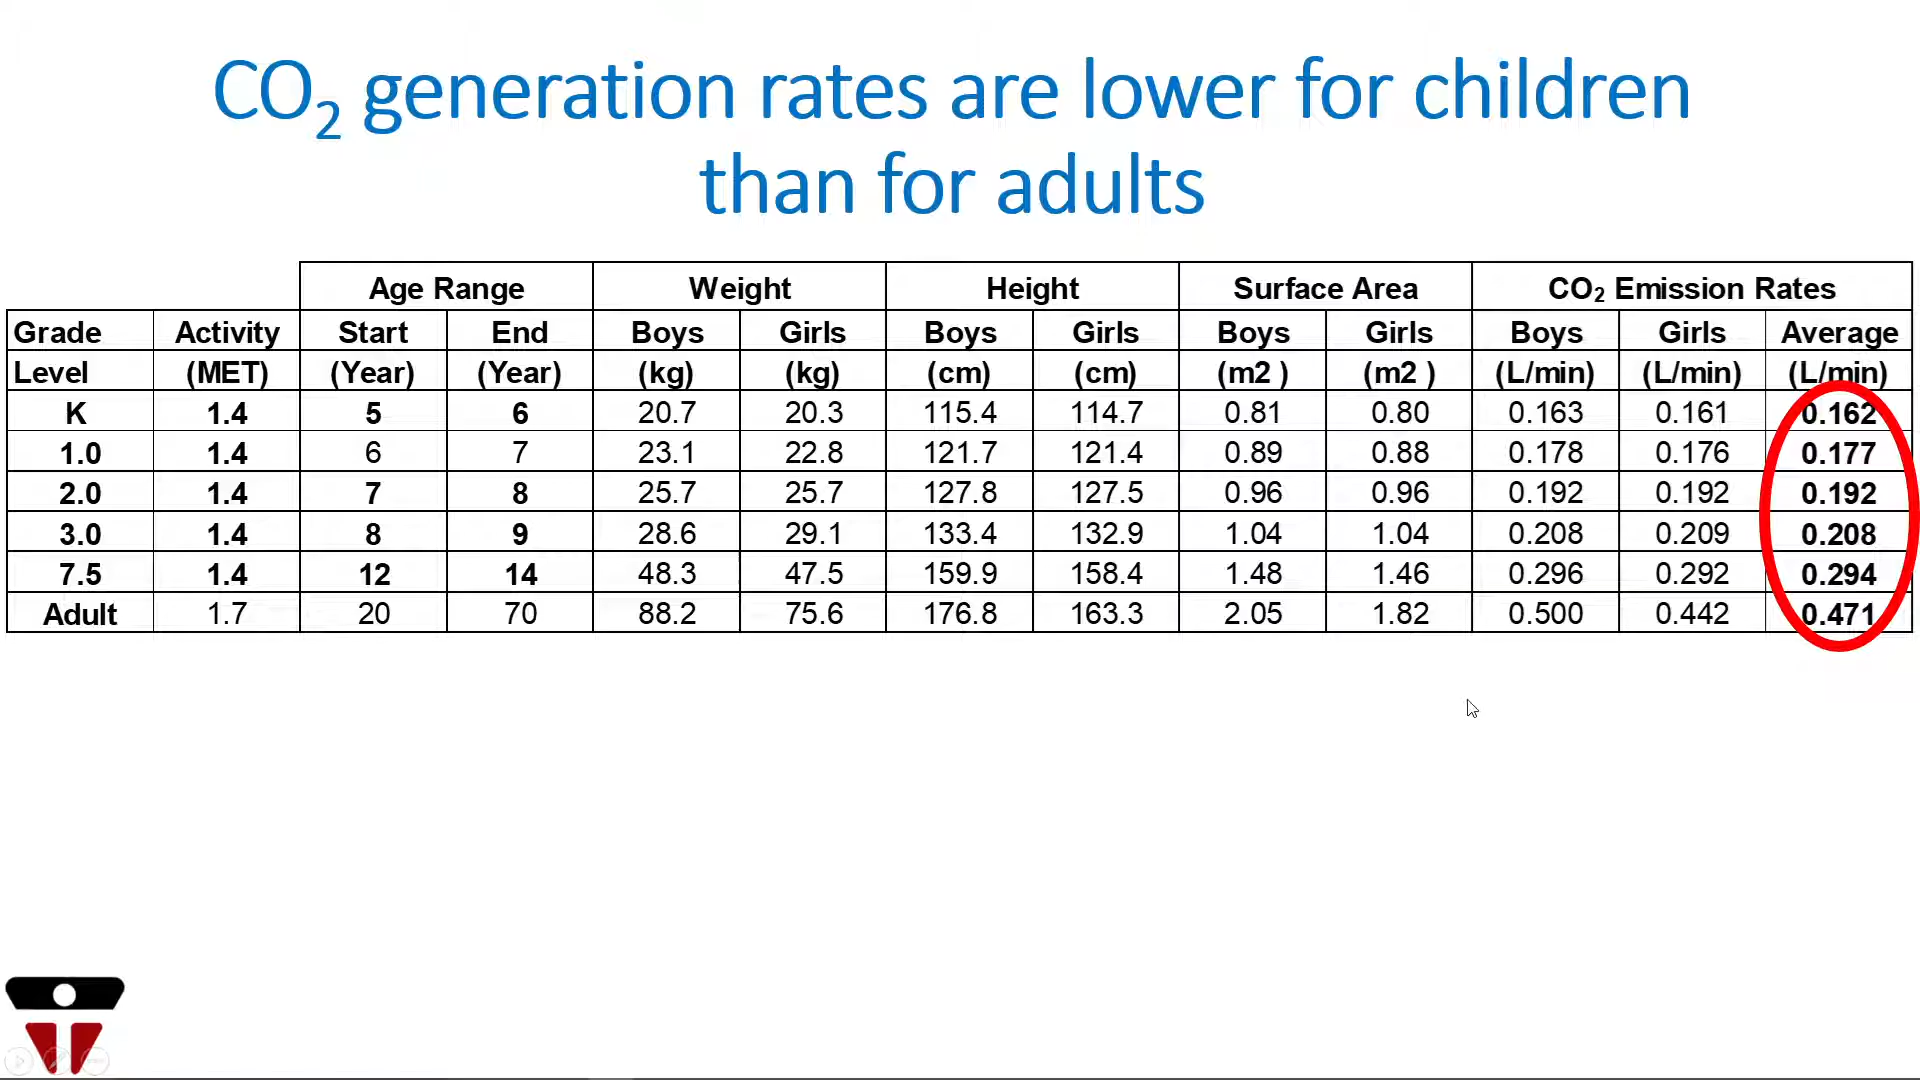 CO₂ generation rates are lower for children
than for adults
Age Range Weight Height Surface Area CO₂ Emission Rates
Grade Activity Start End Boys Girls Boys Girls Boys Girls Boys Girls Average
Level (MET) (Year) (Year) (kg) (kg) (cm) (cm) (m2 ) (m2 ) (L/min) (L/min) (L/min)
K 1.4 5 6 20.7 20.3 115.4 114.7 0.81 0.80 0.163 0.161 0.162
1.0 1.4 6 7 23.1 22.8 121.7 121.4 0.89 0.88 0.178 0.176 0.177
2.0 1.4 7 8 25.7 25.7 127.8 127.5 0.96 0.96 0.192 0.192 0.192
3.0 1.4 8 9 28.6 29.1 133.4 132.9 1.04 1.04 0.208 0.209 0.208
7.5 1.4 12 14 48.3 47.5 159.9 158.4 1.48 1.46 0.296 0.292 0.294
Adult 1.7 20 70 88.2 75.6 176.8 163.3 2.05 1.82 0.500 0.442 0.471